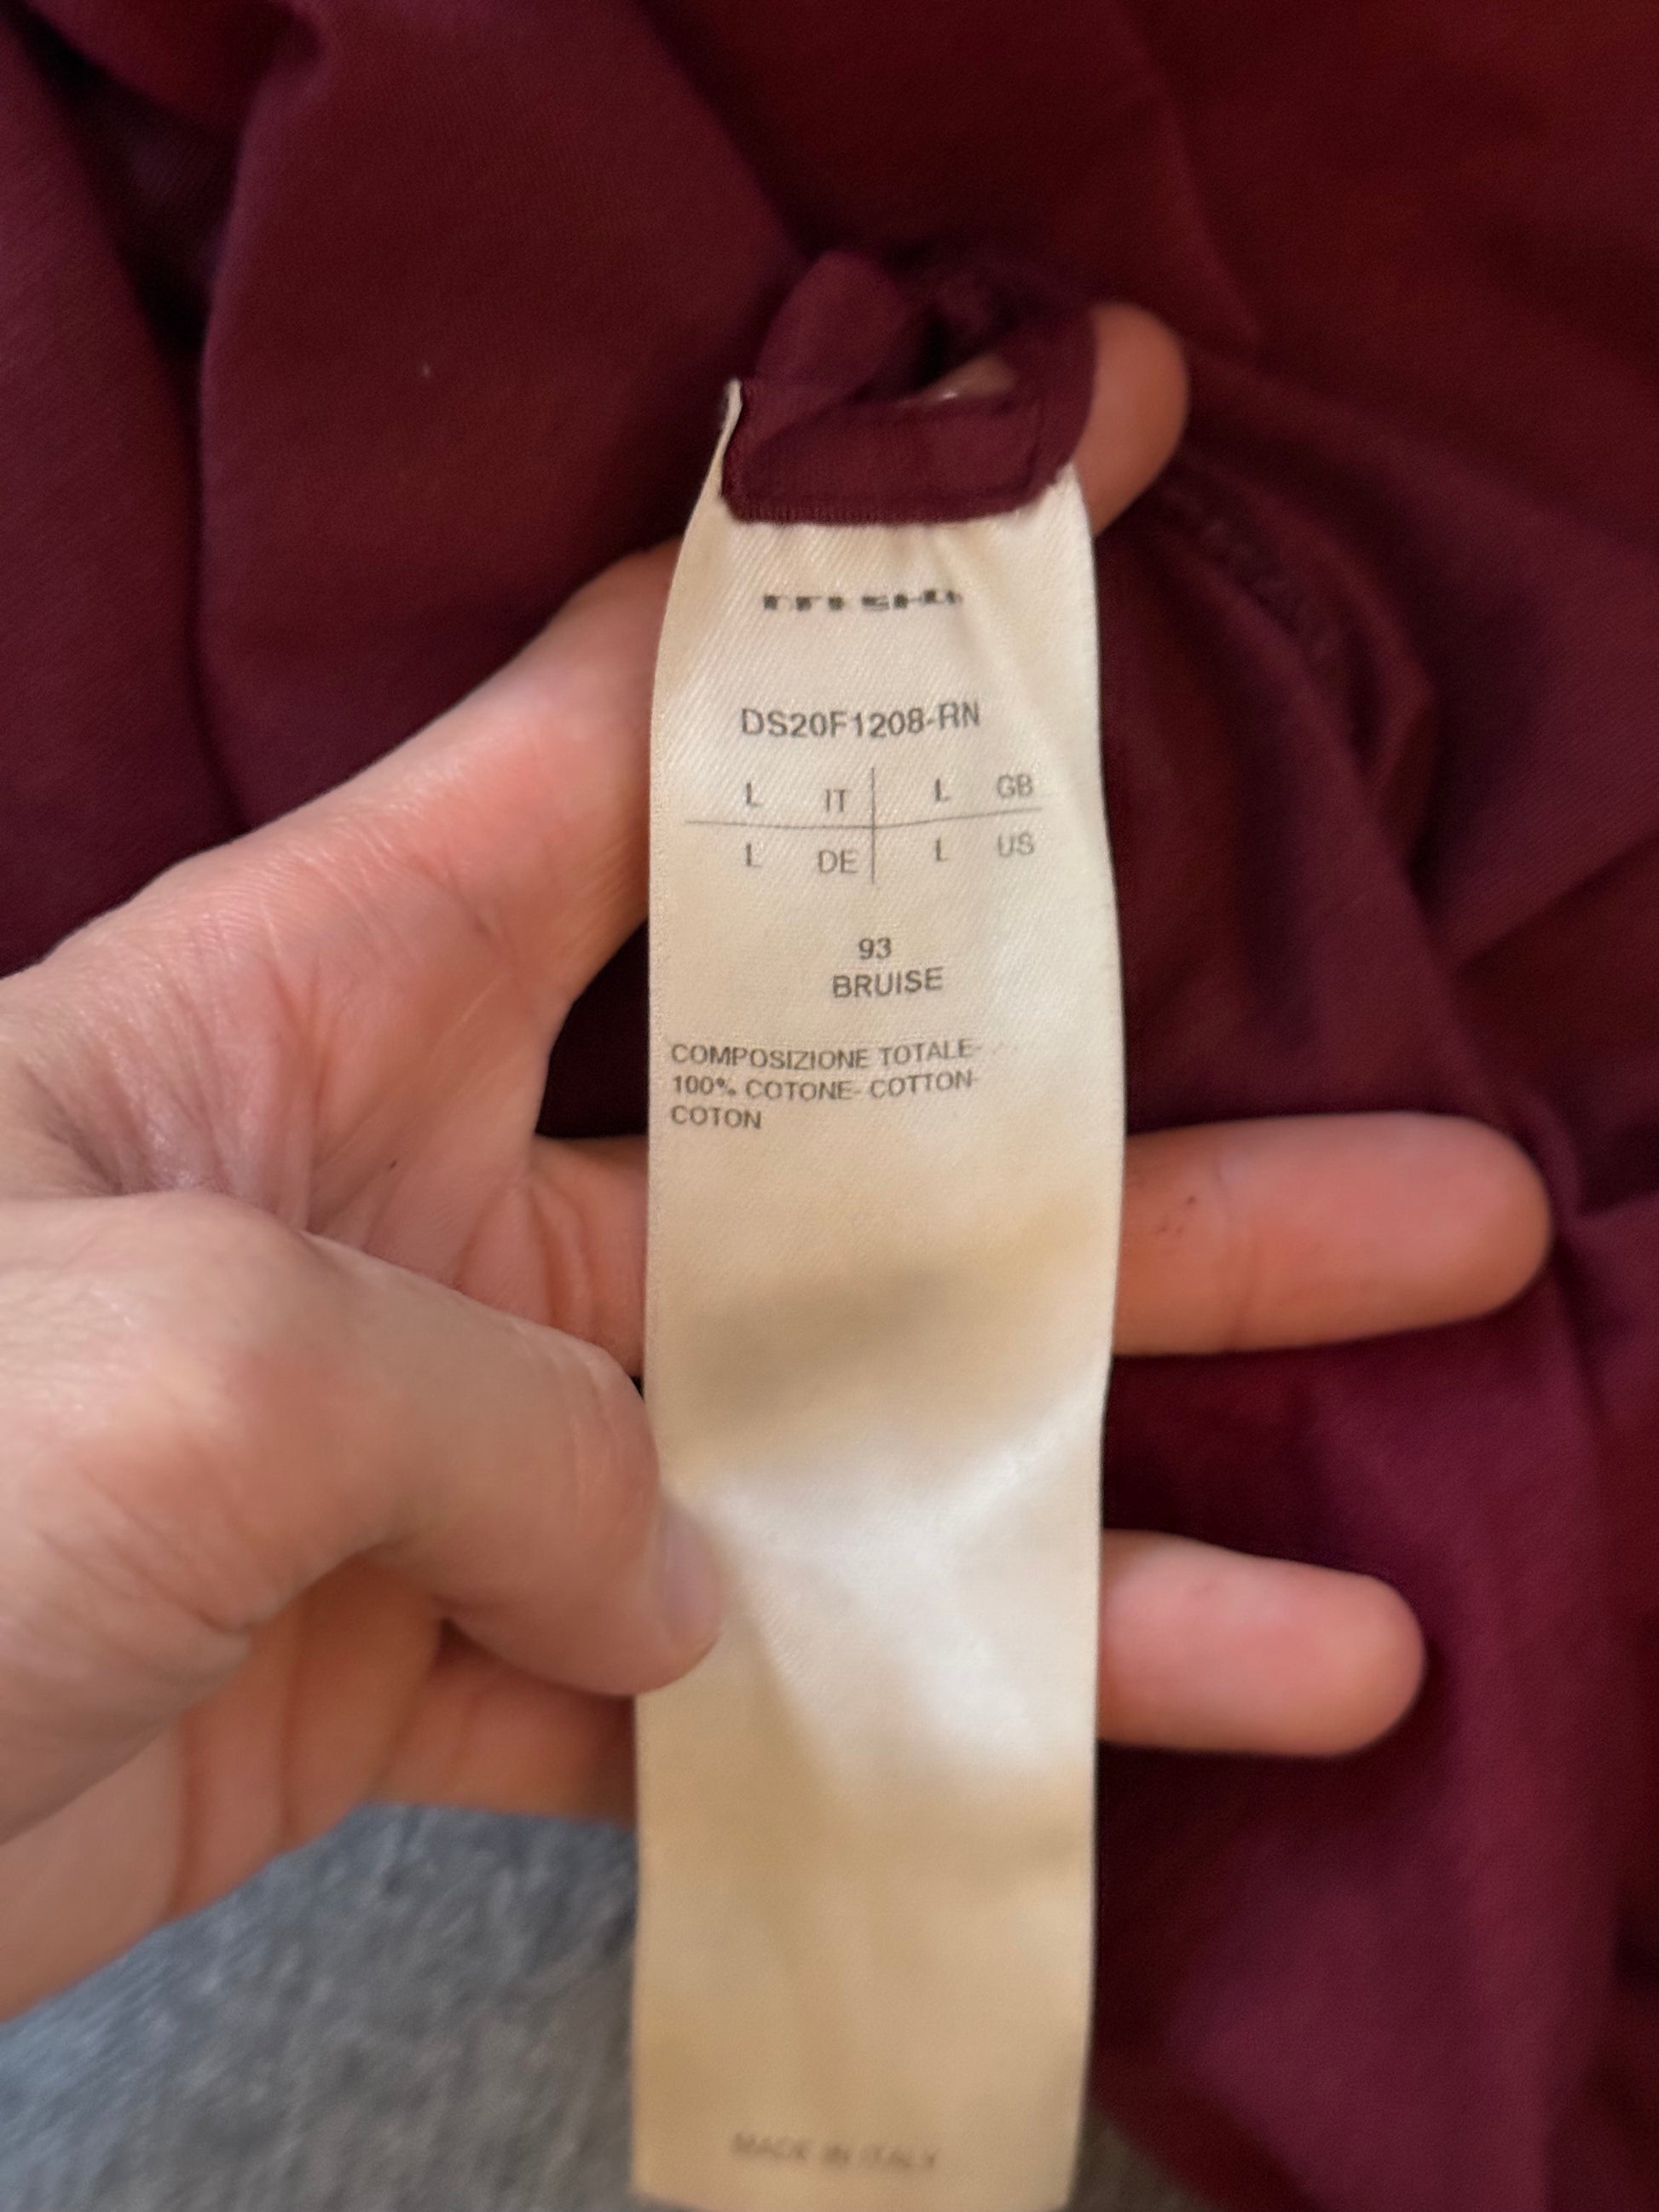 DS20F1208-RN
L IT L GB
L DE L US
93
BRUISE
COMPOSIZIONE TOTALE-
100% COTONE- COTTON-
COTON
MADE IN ITALY